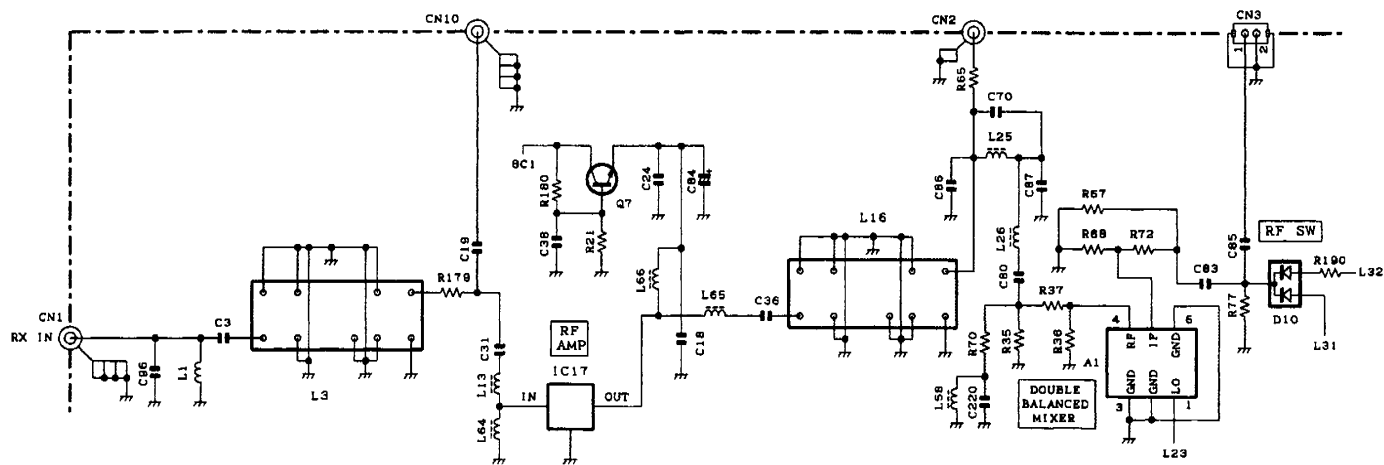 CN10
CN2
CN3
1
2
R65
C70
L25
8C1
R180
Q7
C24
C84
C86
C87
C38
R21
L16
R57
R68
R72
L26
C80
C85
RF SW
C19
R179
L66
L65
C36
C18
C83
R190
L32
R77
D10
L31
CN1
RX IN
C3
C96
L1
L3
C31
L13
L64
RF
AMP
IC17
IN
OUT
R37
R70
R35
R36
L58
C220
A1
4
6
RF
IF
GND
GND
GND
LO
3
1
DOUBLE
BALANCED
MIXER
L23